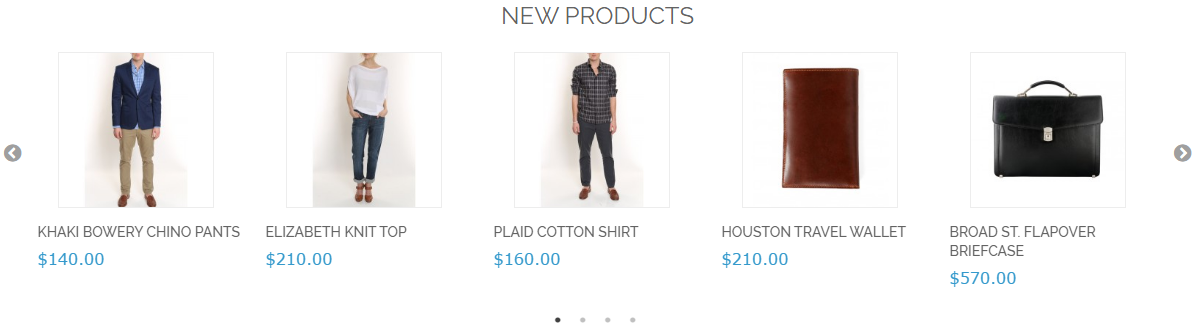 NEW PRODUCTS
KHAKI BOWERY CHINO PANTS
$140.00
ELIZABETH KNIT TOP
$210.00
PLAID COTTON SHIRT
$160.00
HOUSTON TRAVEL WALLET
$210.00
BROAD ST. FLAPOVER
BRIEFCASE
$570.00